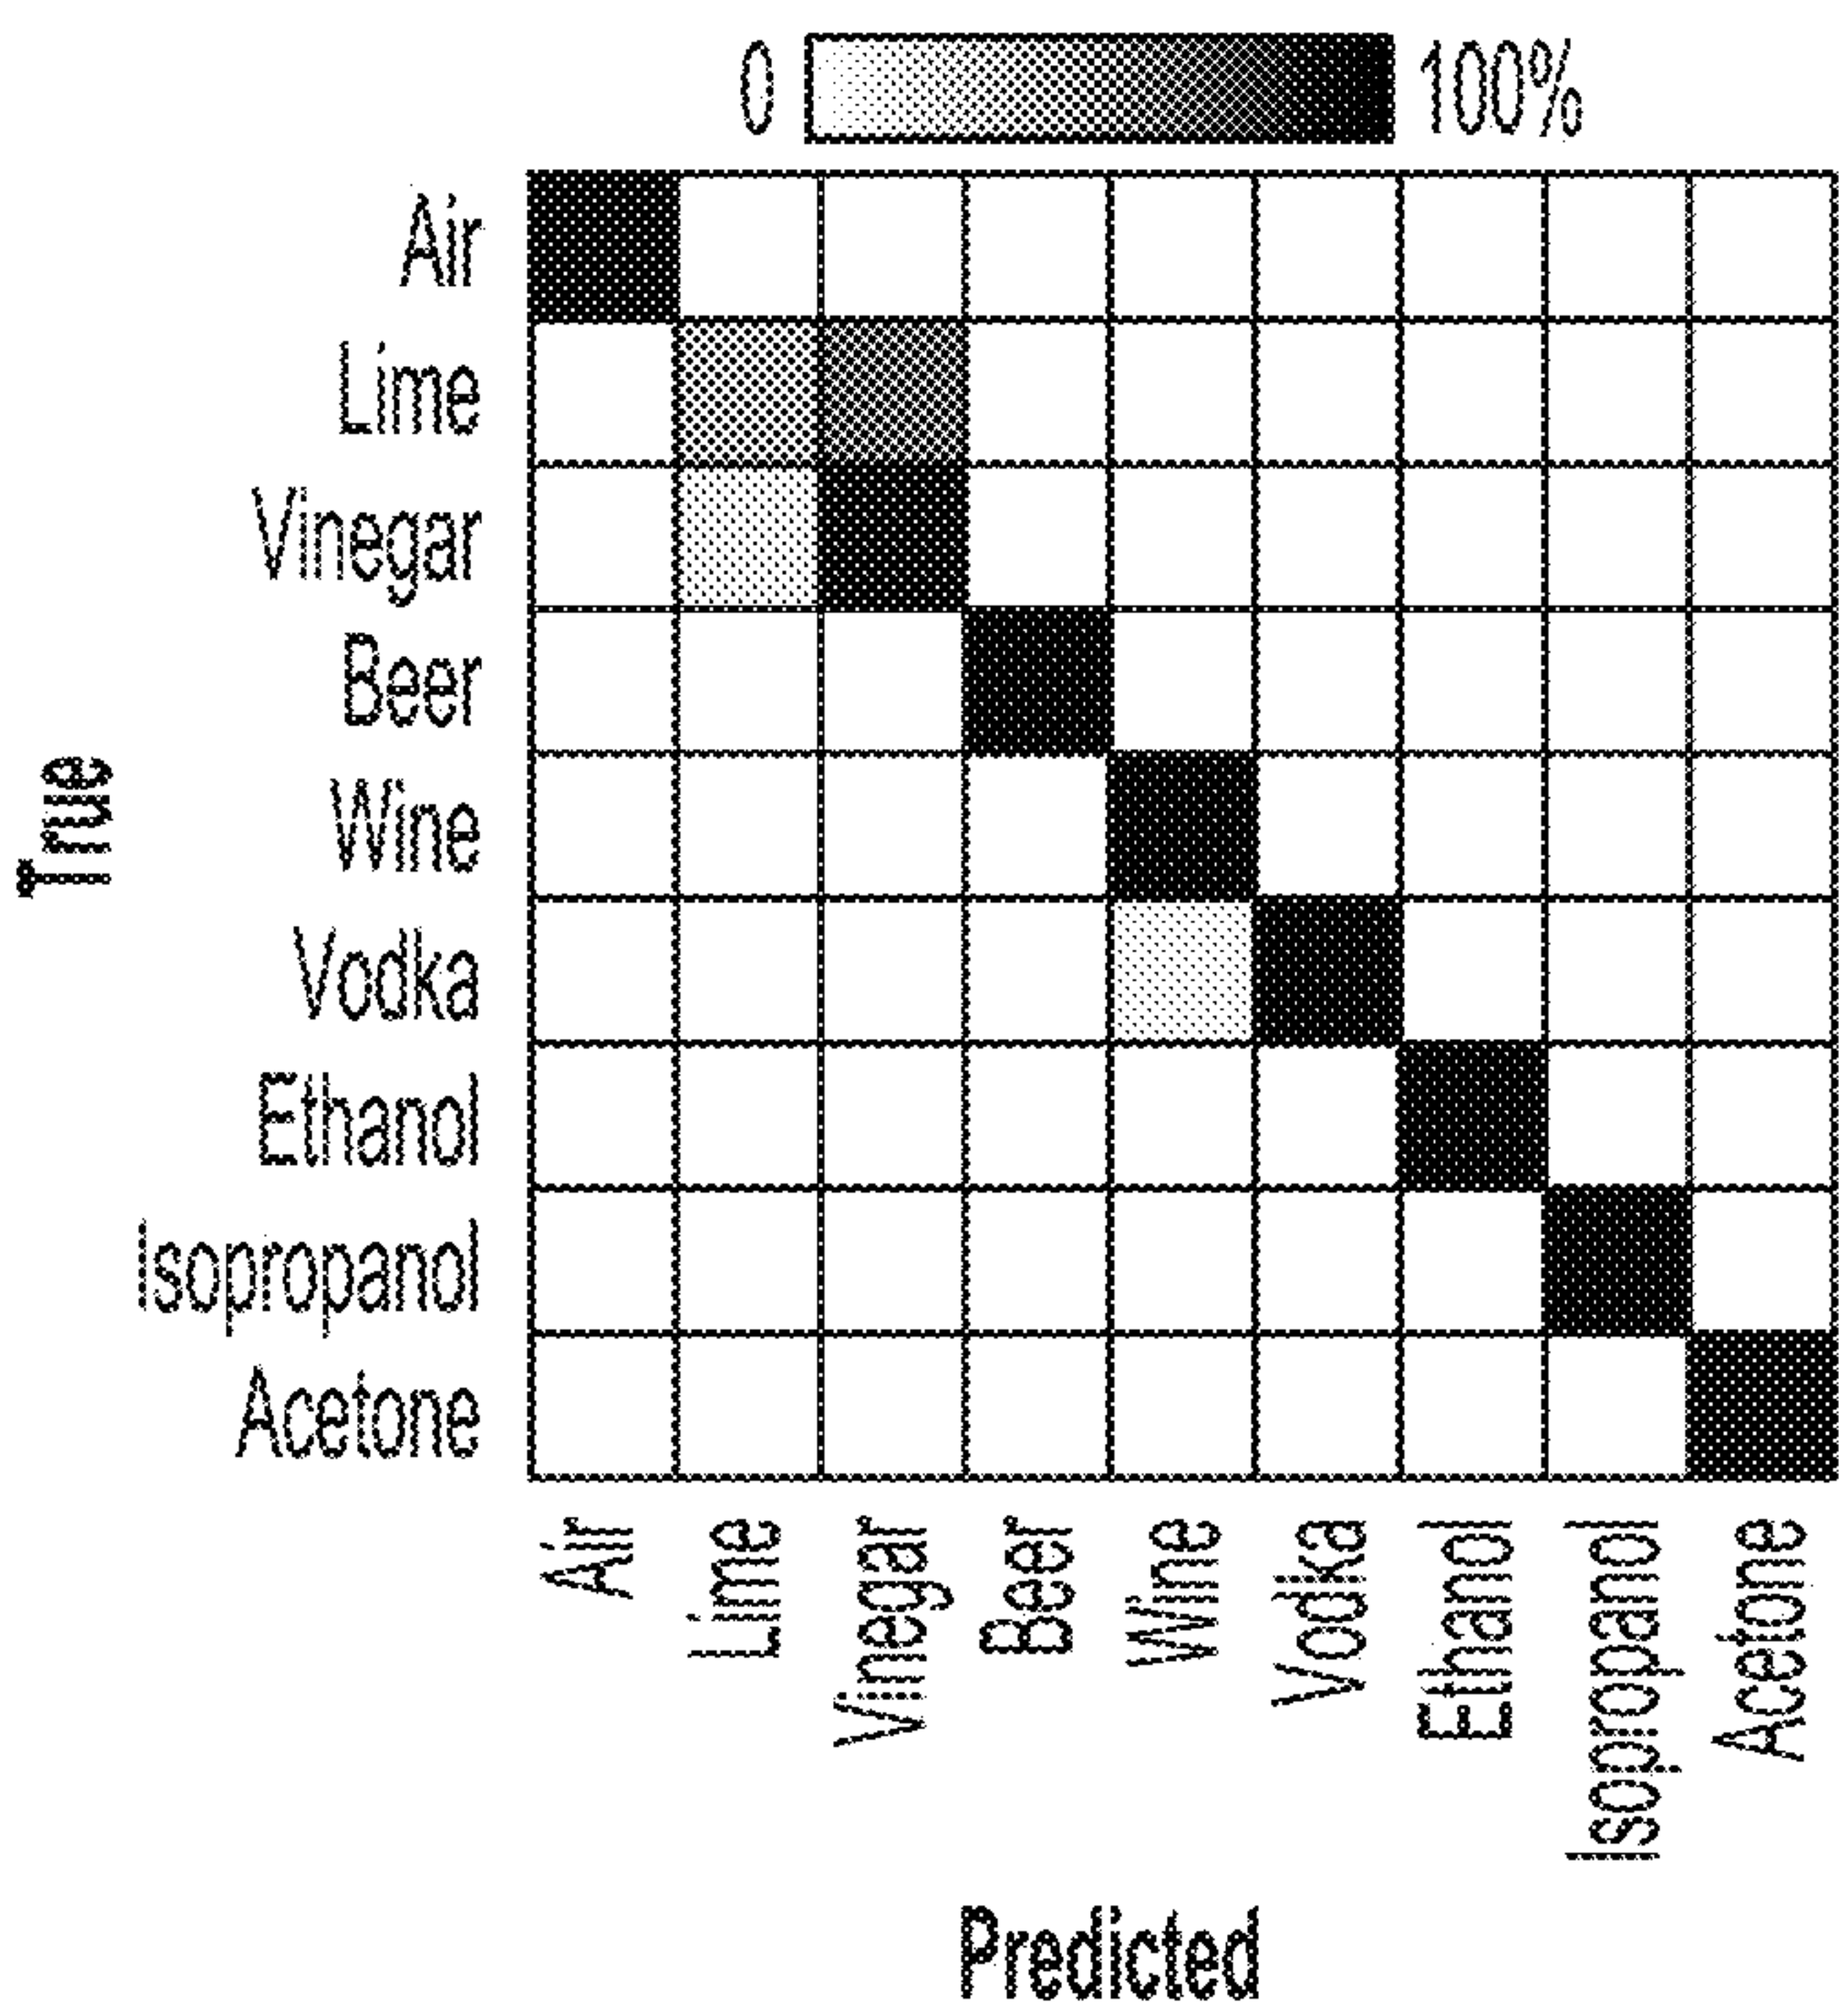 0 100%
Air
Lime
Vinegar
Beer
Wine
Vodka
Ethanol
Isopropanol
Acetone
True
Air
Lime
Vinegar
Beer
Wine
Vodka
Ethanol
Isopropanol
Acetone
Predicted